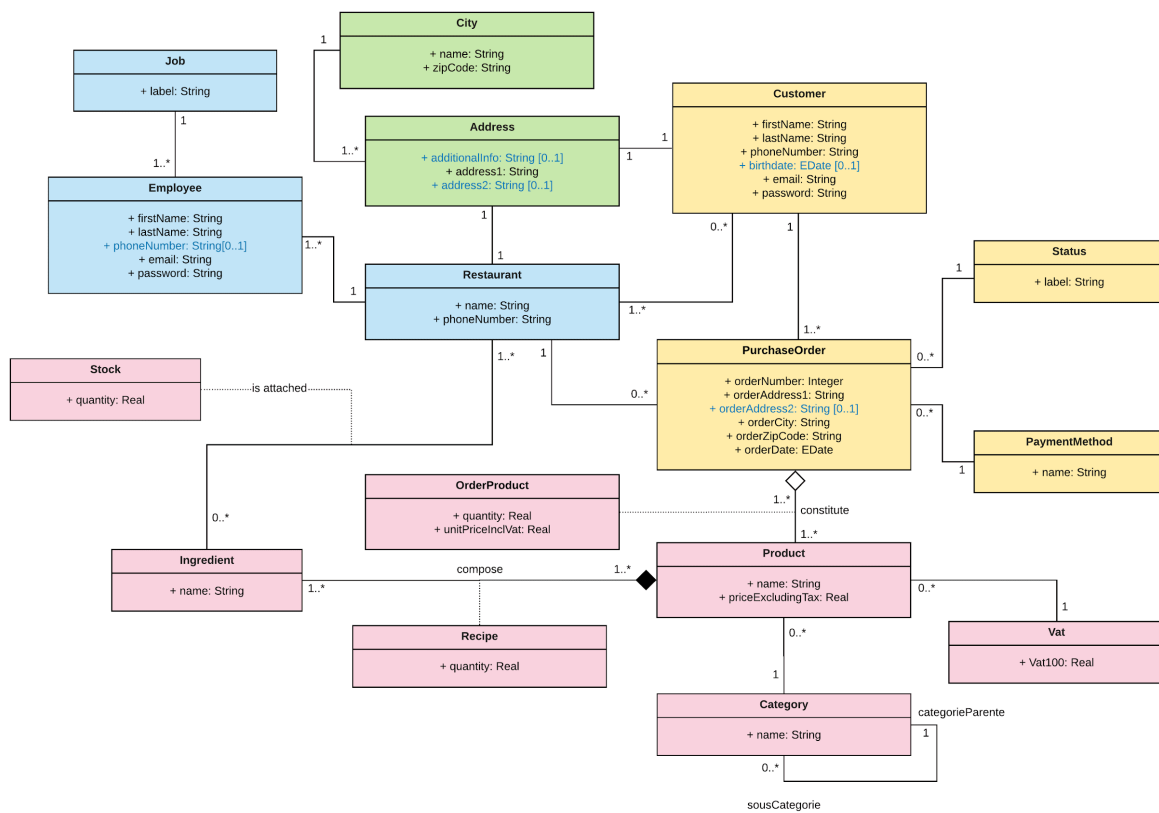 City
+ name: String
+ zipCode: String
1
1..*
Job
+ label: String
1
1..*
Address
+ additionalInfo: String [0..1]
+ address1: String
+ address2: String [0..1]
1
1
Customer
+ firstName: String
+ lastName: String
+ phoneNumber: String
+ birthdate: EDate [0..1]
+ email: String
+ password: String
Employee
+ firstName: String
+ lastName: String
+ phoneNumber: String[0..1]
+ email: String
+ password: String
1..*
1
1
1
0..*
1..*
1
1..*
Restaurant
+ name: String
+ phoneNumber: String
Status
+ label: String
1
0..*
Stock
+ quantity: Real
is attached
1..*
0..*
1
0..*
PurchaseOrder
+ orderNumber: Integer
+ orderAddress1: String
+ orderAddress2: String [0..1]
+ orderCity: String
+ orderZipCode: String
+ orderDate: EDate
0..*
1
PaymentMethod
+ name: String
OrderProduct
+ quantity: Real
+ unitPriceInclVat: Real
1..*
constitute
1..*
Ingredient
+ name: String
1..*
compose
1..*
Product
+ name: String
+ priceExcludingTax: Real
0..*
1
Vat
+ Vat100: Real
Recipe
+ quantity: Real
0..*
1
Category
+ name: String
categorieParente
1
0..*
sousCategorie